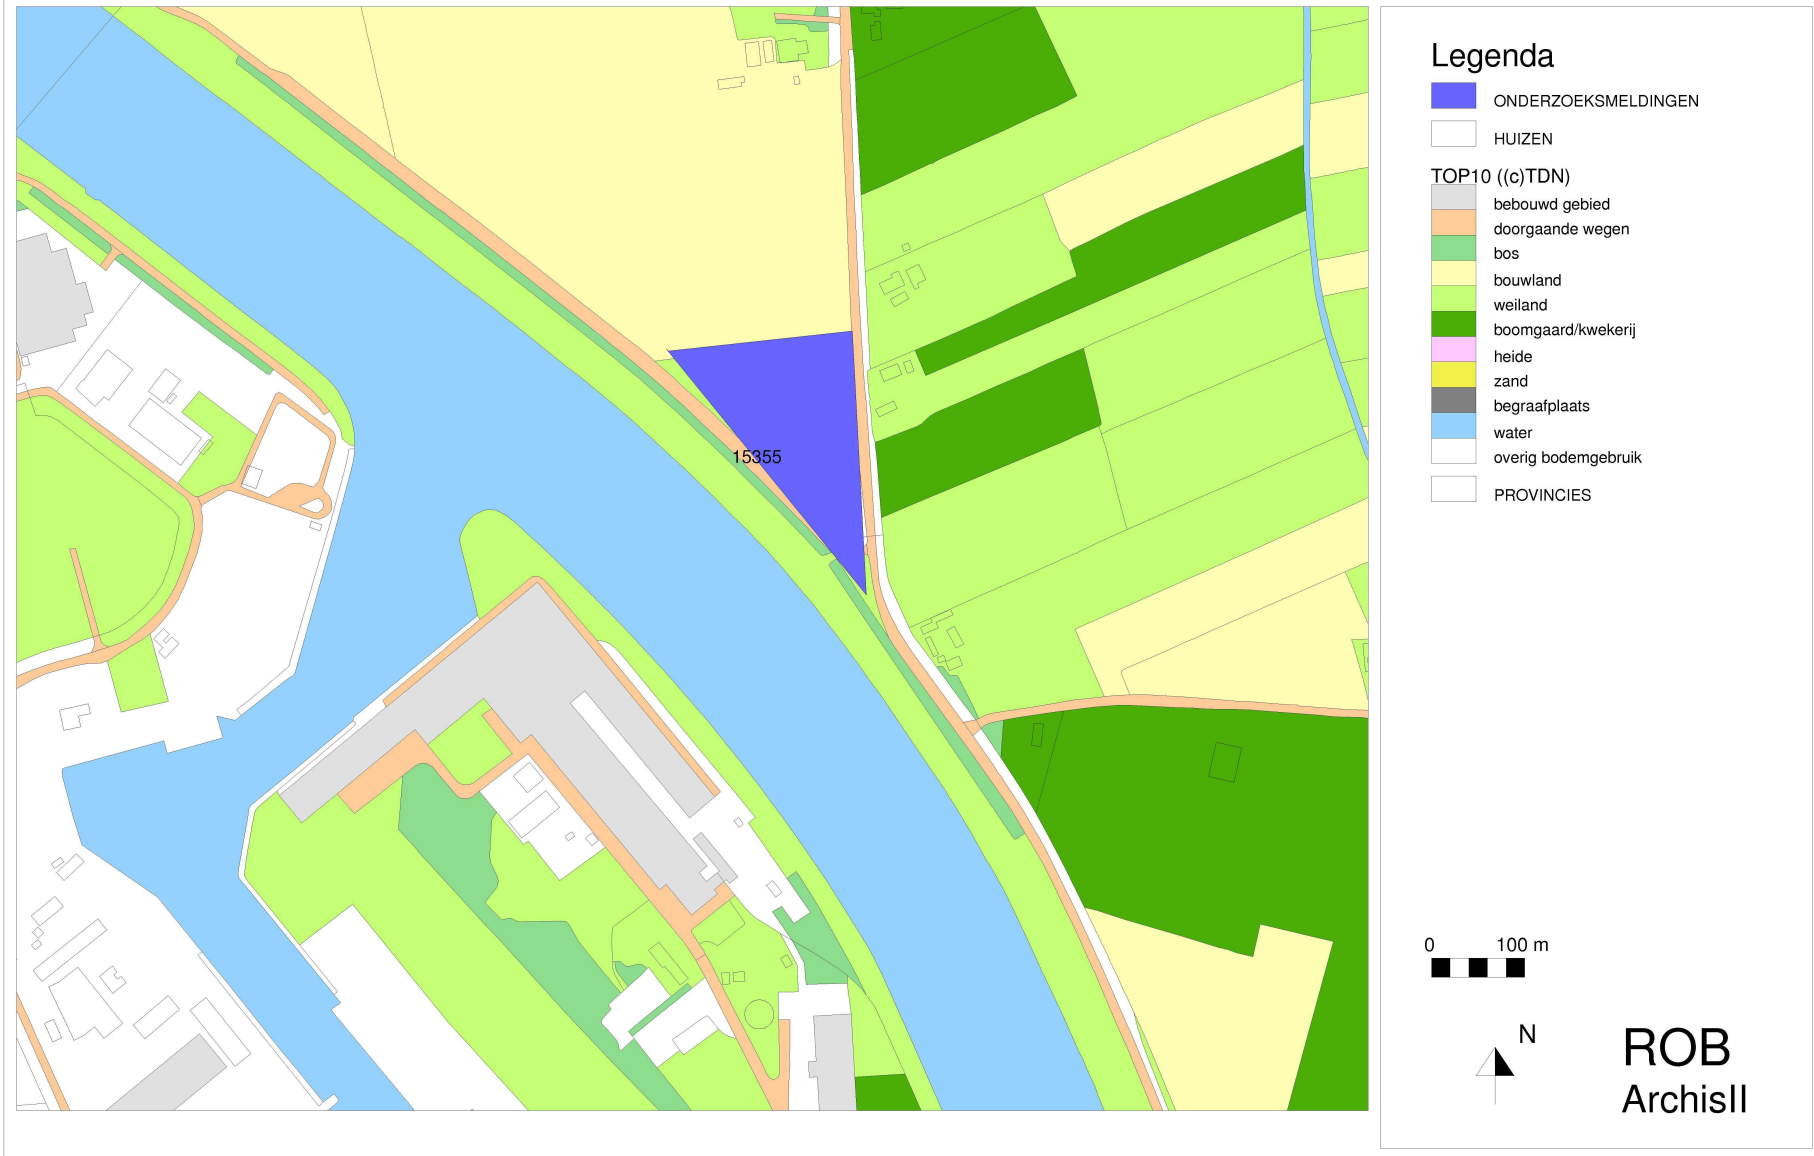 15355
Legenda
ONDERZOEKSMELDINGEN
HUIZEN
TOP10 ((c)TDN)
bebouwd gebied
doorgaande wegen
bos
bouwland
weiland
boomgaard/kwekerij
heide
zand
begraafplaats
water
overig bodemgebruik
PROVINCIES
0 100 m
N
ROB
ArchisII